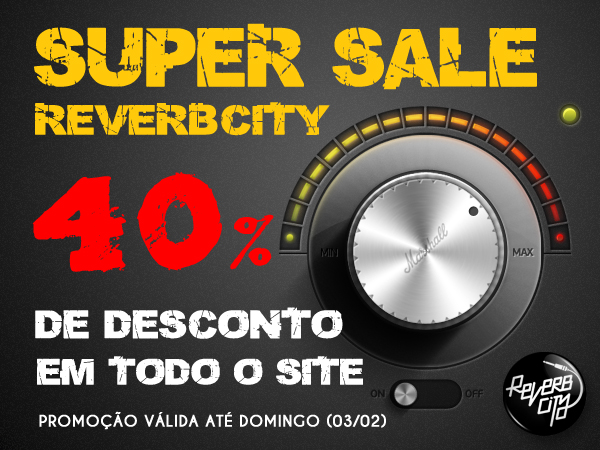 SUPER SALE
REVERBCITY
40%
MIN
MAX
Marshall
DE DESCONTO
EM TODO O SITE
ON
OFF
REVERB
CITY
PROMOÇÃO VÁLIDA ATÉ DOMINGO (03/02)